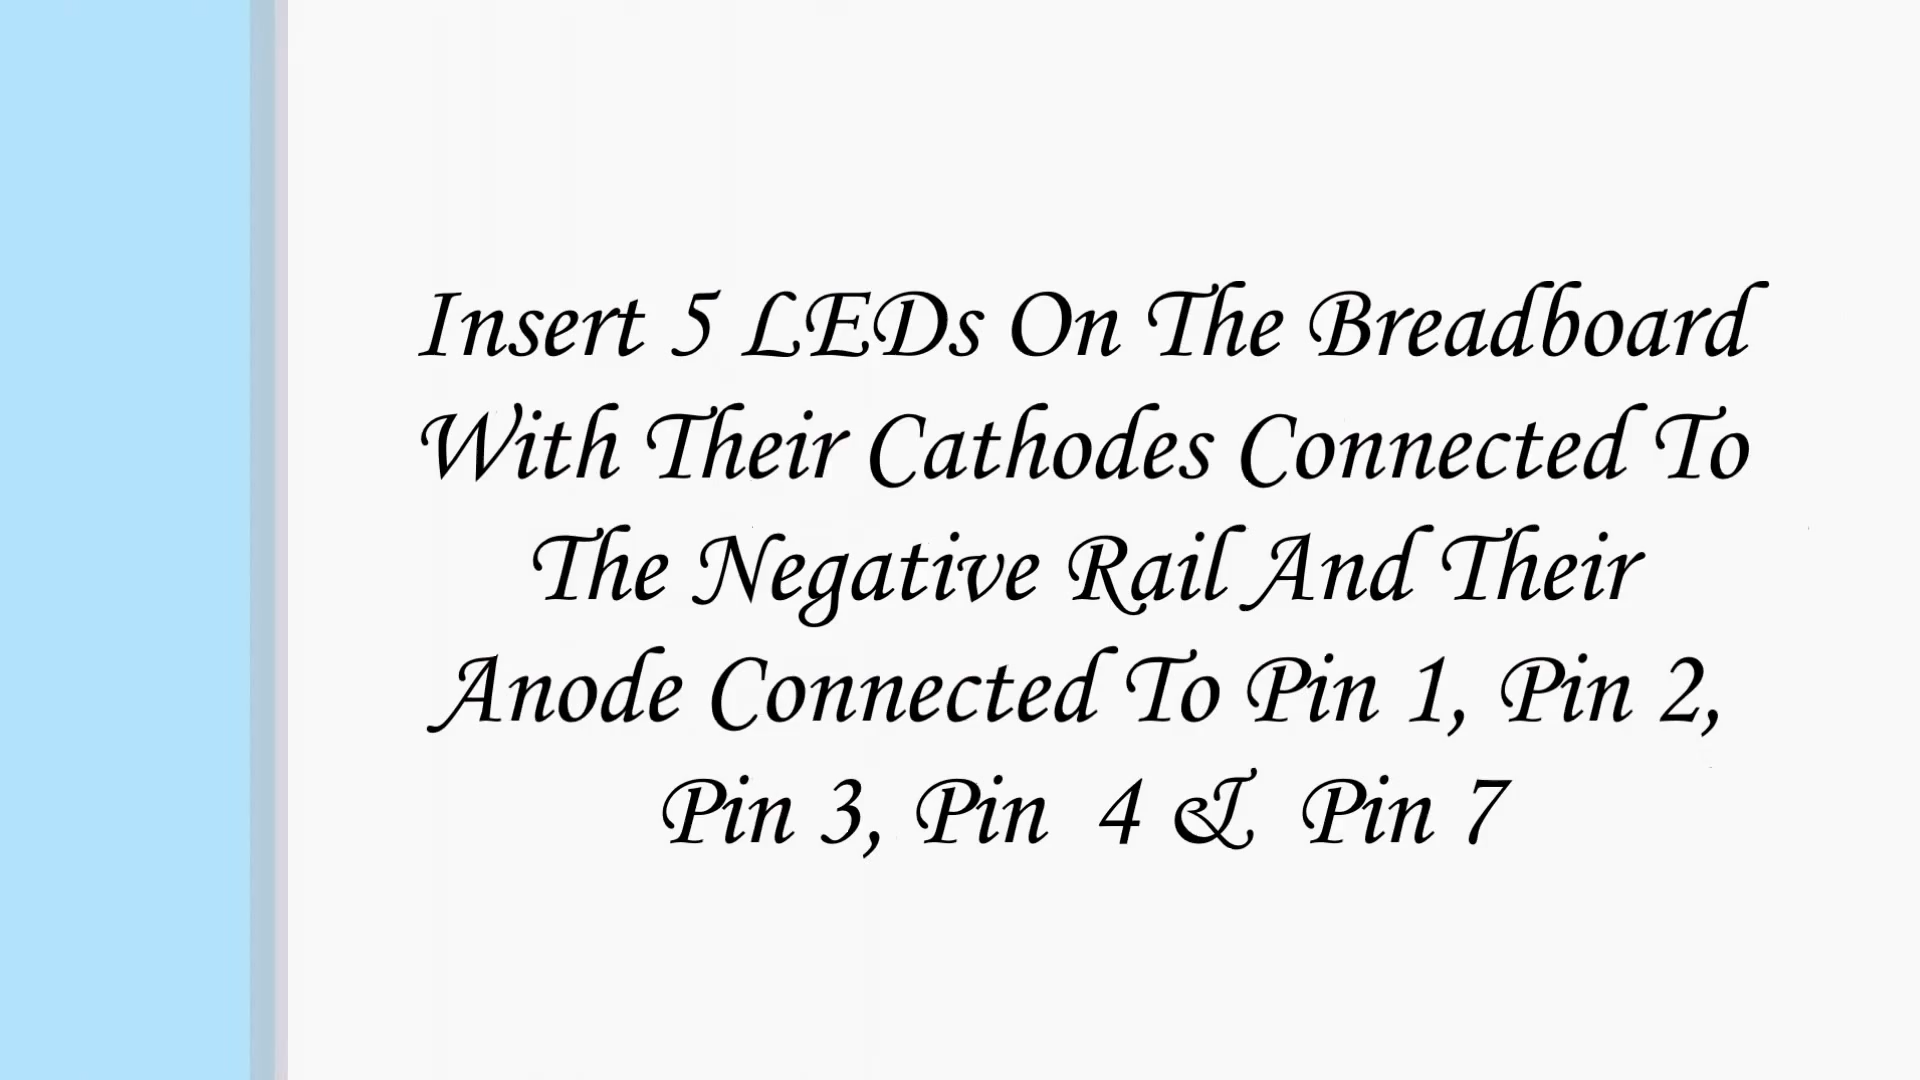 Insert 5 LEDs On The Breadboard
With Their Cathodes Connected To
The Negative Rail And Their
Anode Connected To Pin 1, Pin 2,
Pin 3, Pin  4 &  Pin 7